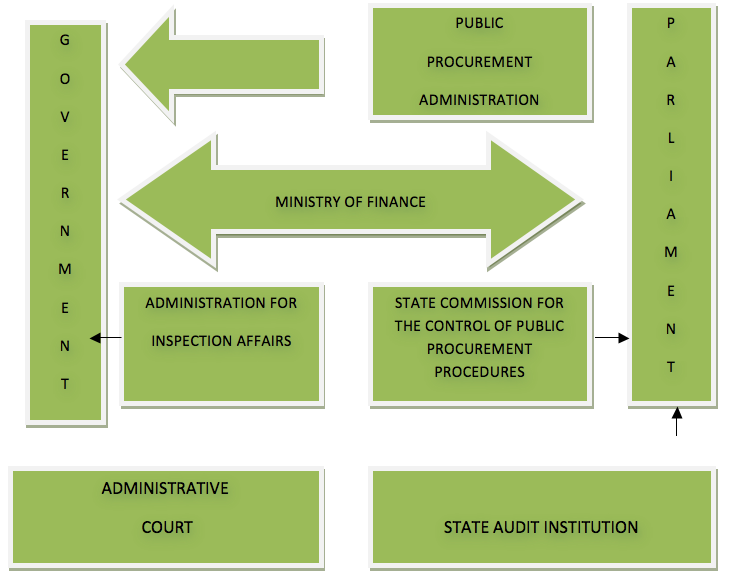 G
O
V
E
R
N
M
E
N
T
PUBLIC
PROCUREMENT
ADMINISTRATION
P
A
R
L
I
A
M
E
N
T
MINISTRY OF FINANCE
ADMINISTRATION FOR
INSPECTION AFFAIRS
STATE COMMISSION FOR
THE CONTROL OF PUBLIC
PROCUREMENT
PROCEDURES
ADMINISTRATIVE
COURT
STATE AUDIT INSTITUTION